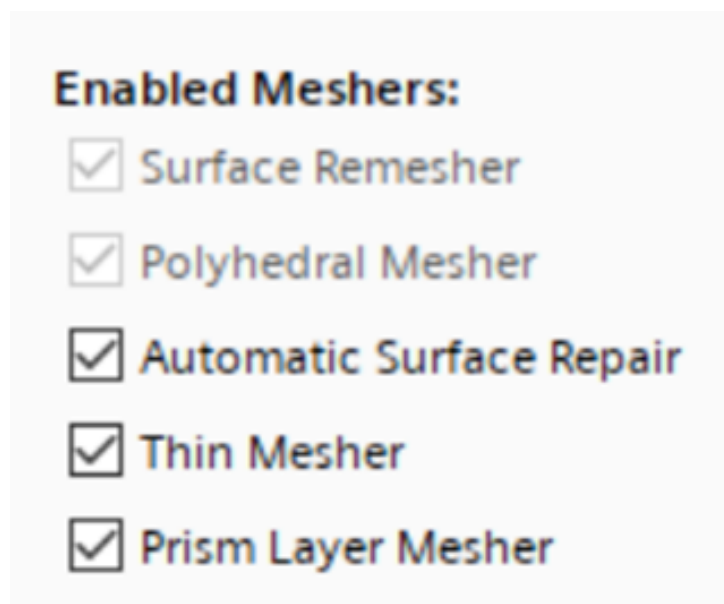 Enabled Meshers:
Surface Remesher
Polyhedral Mesher
Automatic Surface Repair
Thin Mesher
Prism Layer Mesher